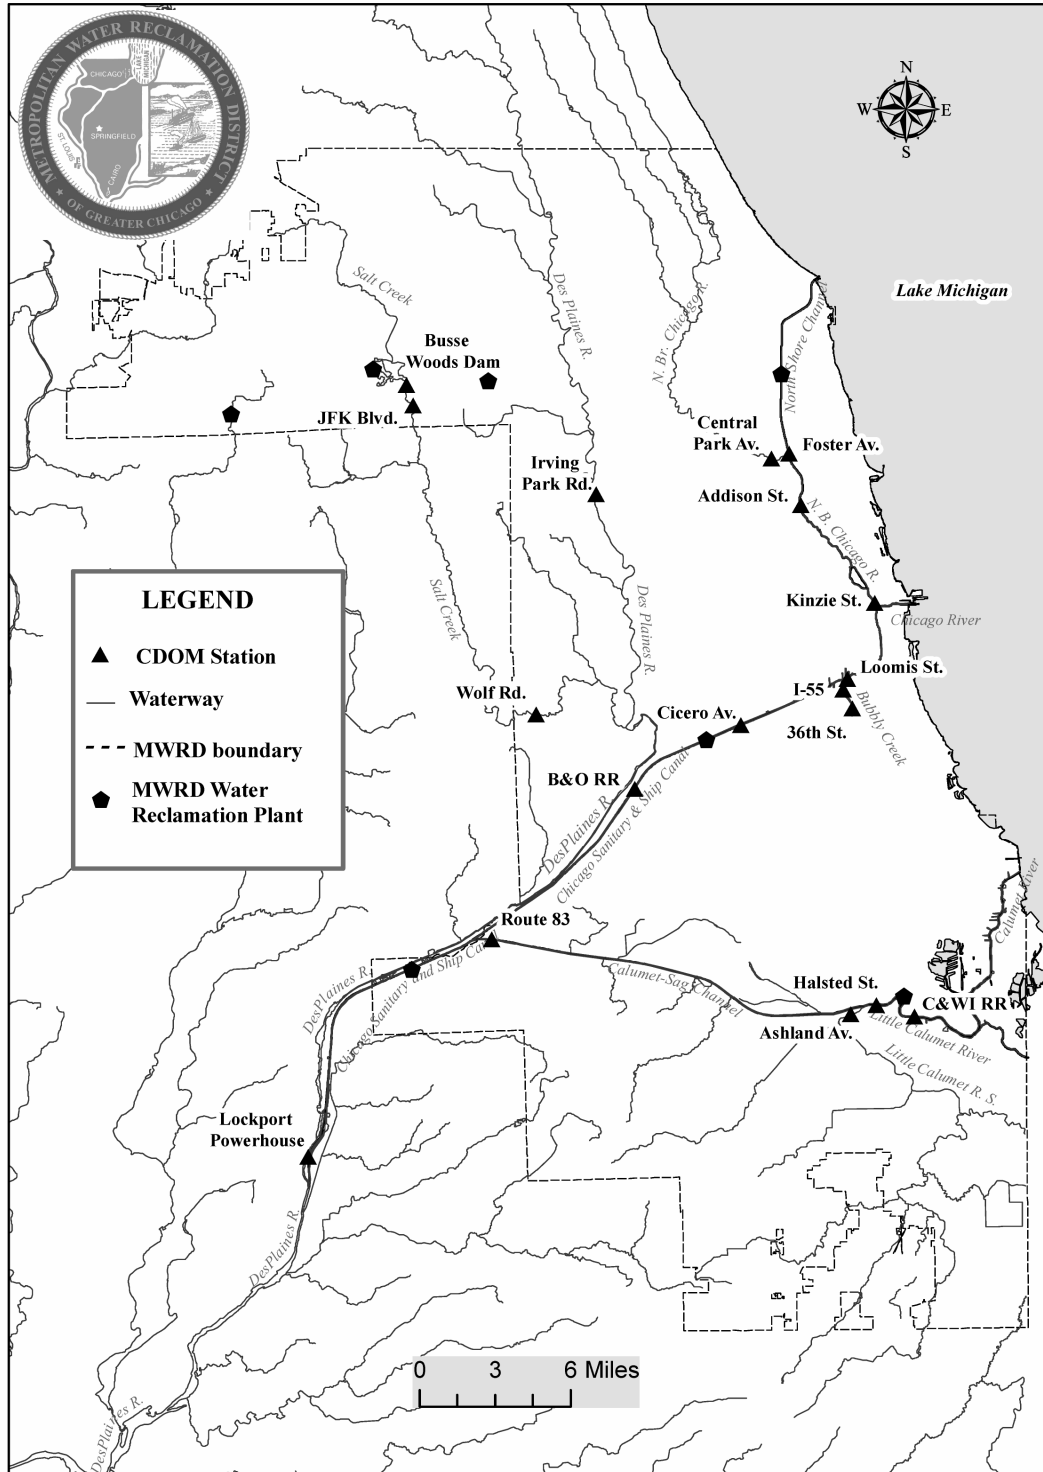 METROPOLITAN WATER RECLAMATION DISTRICT
OF GREATER CHICAGO
CHICAGO
LAKE MICHIGAN
SPRINGFIELD
ST. LOUIS
CAIRO
N
W
E
S
Lake Michigan
Salt Creek
Des Plaines R.
N. Br. Chicago R.
North Shore Channel
Busse
Woods Dam
JFK Blvd.
Central
Park Av.
Foster Av.
Irving
Park Rd.
Addison St.
N. B. Chicago R.
Salt Creek
Des Plaines R.
Kinzie St.
Chicago River
LEGEND
CDOM Station
Waterway
MWRD boundary
MWRD Water
Reclamation Plant
Loomis St.
I-55
Wolf Rd.
Cicero Av.
36th St.
Bubbly Creek
B&O RR
DesPlaines R.
Chicago Sanitary & Ship Canal
Route 83
Calumet River
DesPlaines R.
Chicago Sanitary and Ship Canal
Calumet-Sag Channel
Halsted St.
C&WI RR
Ashland Av.
Little Calumet River
Little Calumet R. S.
Lockport
Powerhouse
DesPlaines R.
0 3 6 Miles
DesPlaines R.